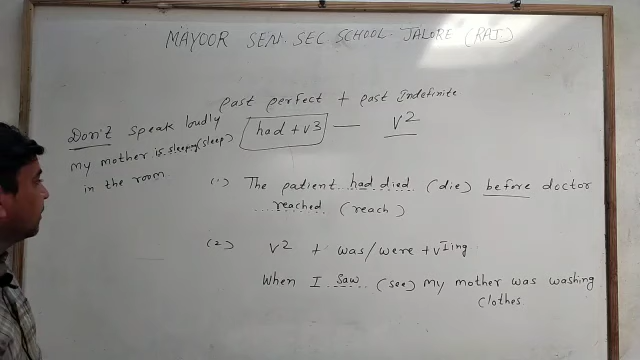 MAYOOR SEN. SEC SCHOOL. JALORE (RAJ)
past perfect + past Indefinite
Don't speak loudly
my mother is sleeping (sleep)
in the room.
had + v3 — v2
(1) The patient had died (die) before doctor
reached (reach)
(2) v2 + was/were + vIing
When I saw (see) my mother was washing
clothes